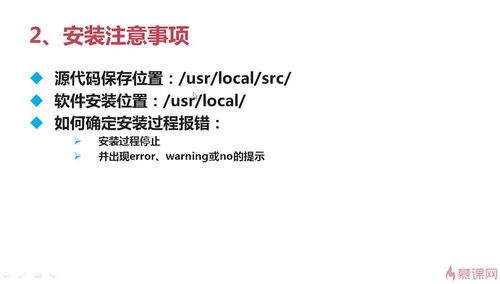 2、安装注意事项
源代码保存位置：/usr/local/src/
软件安装位置：/usr/local/
如何确定安装过程报错：
安装过程停止
并出现error、warning或no的提示
慕课网